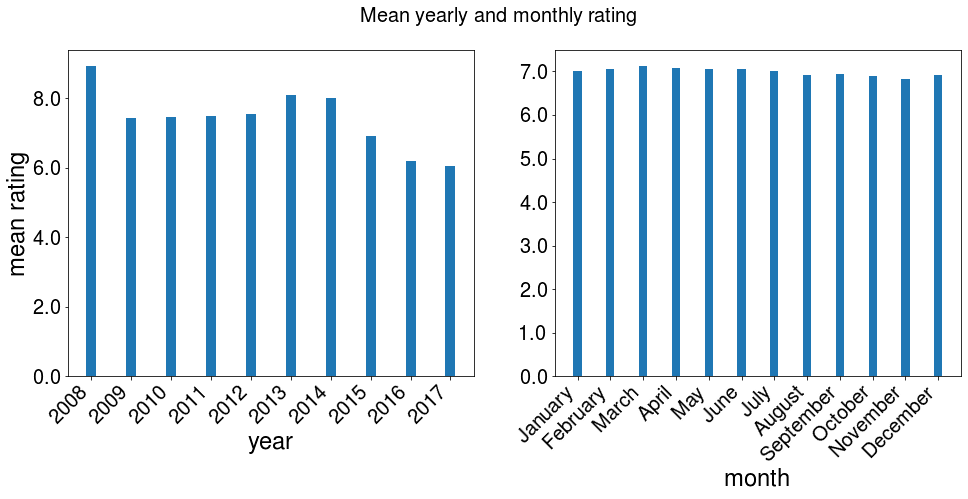 Mean yearly and monthly rating
mean rating
8.0
6.0
4.0
2.0
0.0
2008
2009
2010
2011
2012
2013
2014
2015
2016
2017
year
7.0
6.0
5.0
4.0
3.0
2.0
1.0
0.0
January
February
March
April
May
June
July
August
September
October
November
December
month